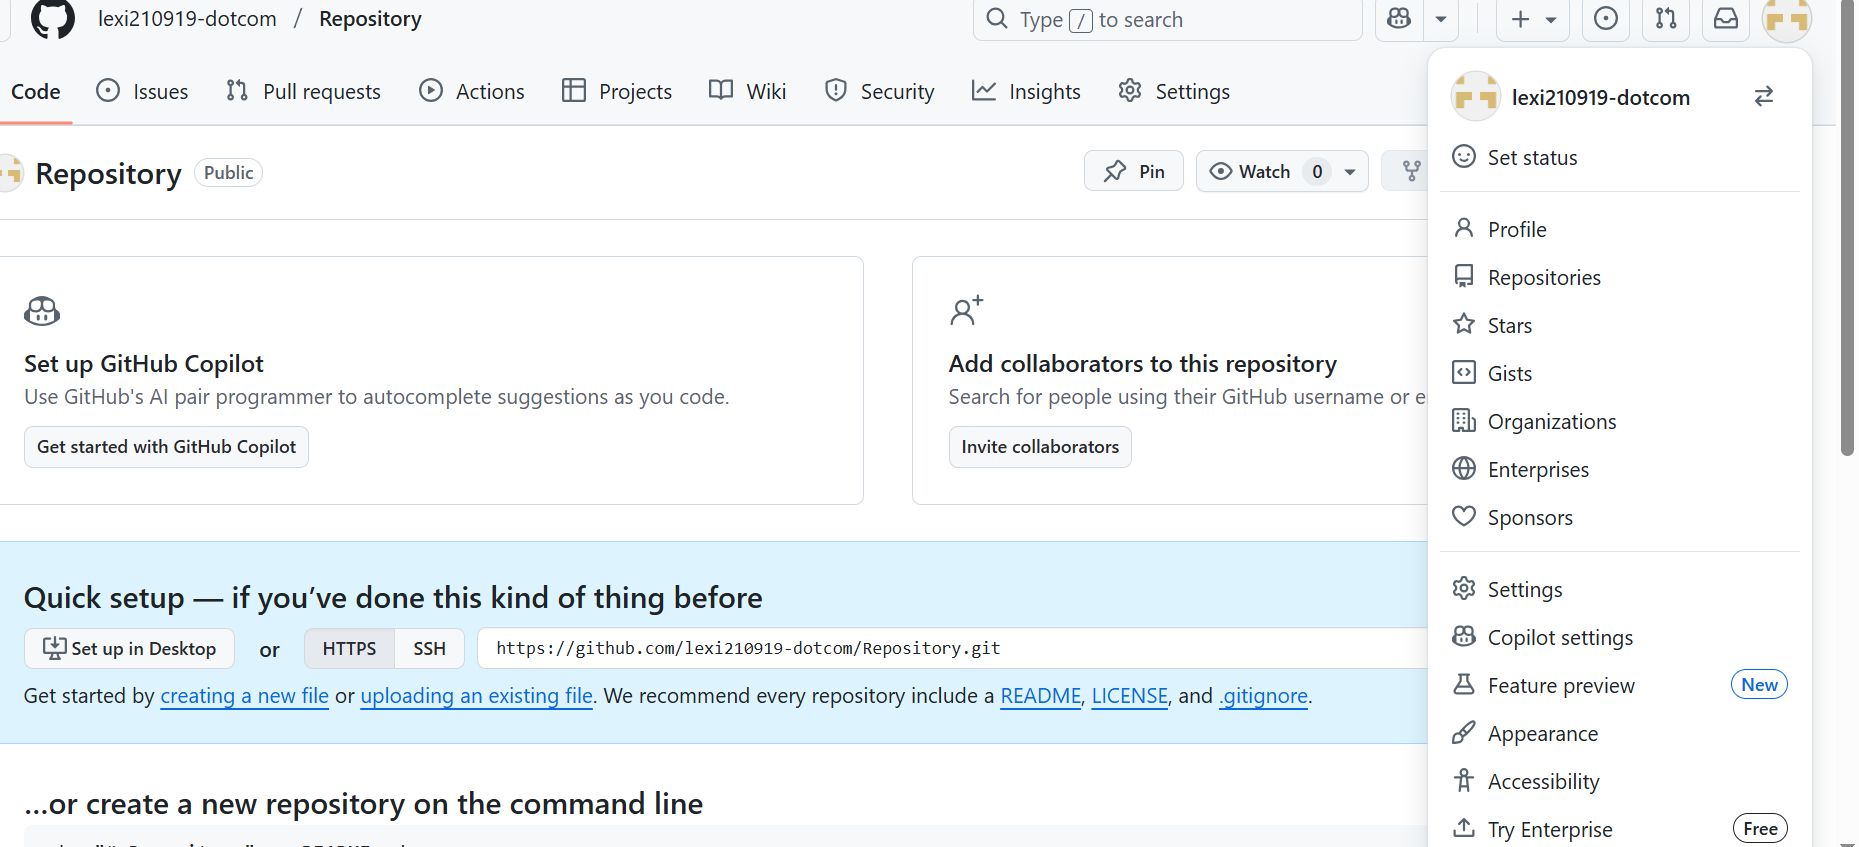 lexi210919-dotcom / Repository
Type / to search
Code Issues Pull requests Actions Projects Wiki Security Insights Settings
Repository Public
Pin Watch 0
Set up GitHub Copilot
Use GitHub's AI pair programmer to autocomplete suggestions as you code.
Get started with GitHub Copilot
Add collaborators to this repository
Search for people using their GitHub username or e
Invite collaborators
Quick setup — if you’ve done this kind of thing before
Set up in Desktop or HTTPS SSH https://github.com/lexi210919-dotcom/Repository.git
Get started by creating a new file or uploading an existing file. We recommend every repository include a README, LICENSE, and .gitignore.
…or create a new repository on the command line
lexi210919-dotcom
Set status
Profile
Repositories
Stars
Gists
Organizations
Enterprises
Sponsors
Settings
Copilot settings
Feature preview New
Appearance
Accessibility
Try Enterprise Free